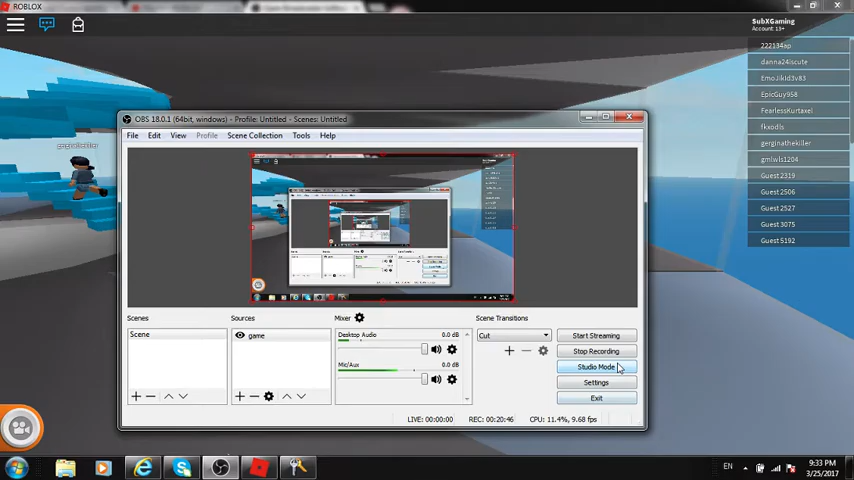 ROBLOX
SubXGaming
Account: 13+
222134ap
danna24iscute
EmoJikId3v83
EpicGuy958
FearlessKurtaxel
fkxodls
gerginathekiller
gmlwls1204
Guest 2319
Guest 2506
Guest 2527
Guest 3075
Guest 5192
OBS 18.0.1 (64bit, windows) - Profile: Untitled - Scenes: Untitled
File Edit View Profile Scene Collection Tools Help
Scenes
Scene
Sources
game
Mixer
Desktop Audio 0.0 dB
Mic/Aux 0.0 dB
Scene Transitions
Cut
Start Streaming
Stop Recording
Studio Mode
Settings
Exit
LIVE: 00:00:00 REC: 00:20:46 CPU: 11.4%, 9.68 fps
EN
9:33 PM
3/25/2017